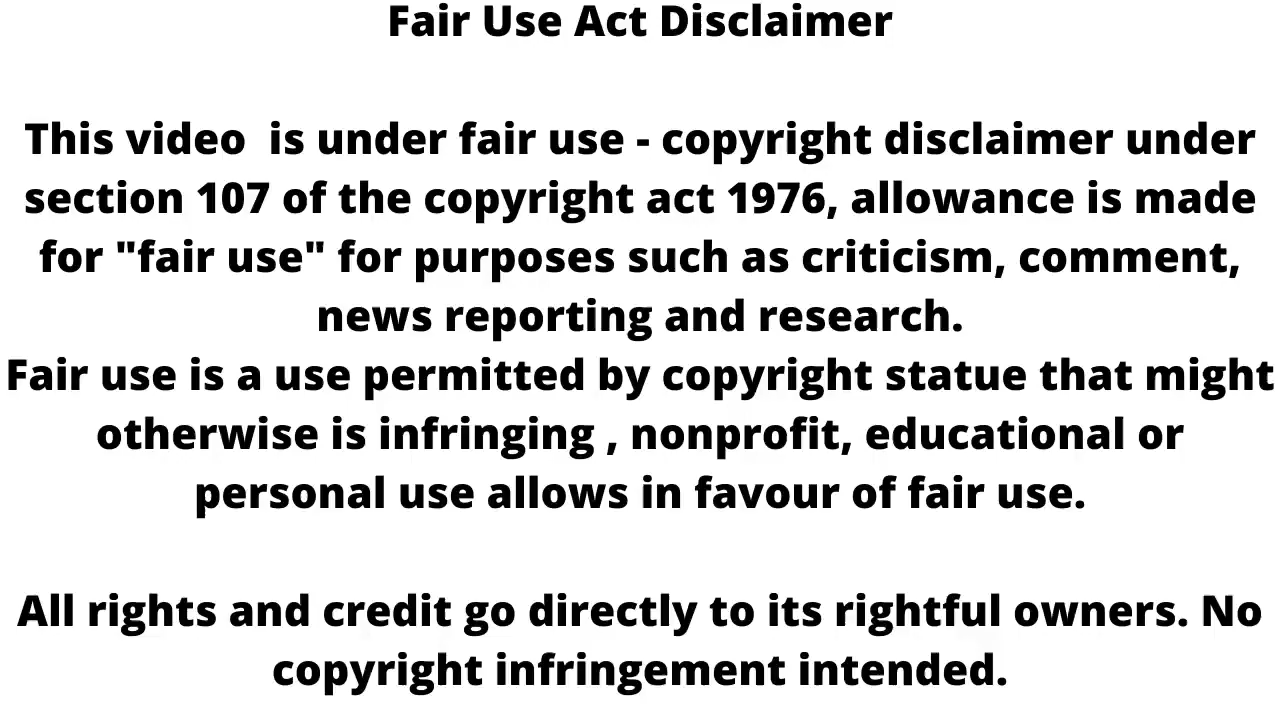 Fair Use Act Disclaimer
This video  is under fair use - copyright disclaimer under
section 107 of the copyright act 1976, allowance is made
for "fair use" for purposes such as criticism, comment,
news reporting and research.
Fair use is a use permitted by copyright statue that might
otherwise is infringing , nonprofit, educational or
personal use allows in favour of fair use.
All rights and credit go directly to its rightful owners. No
copyright infringement intended.